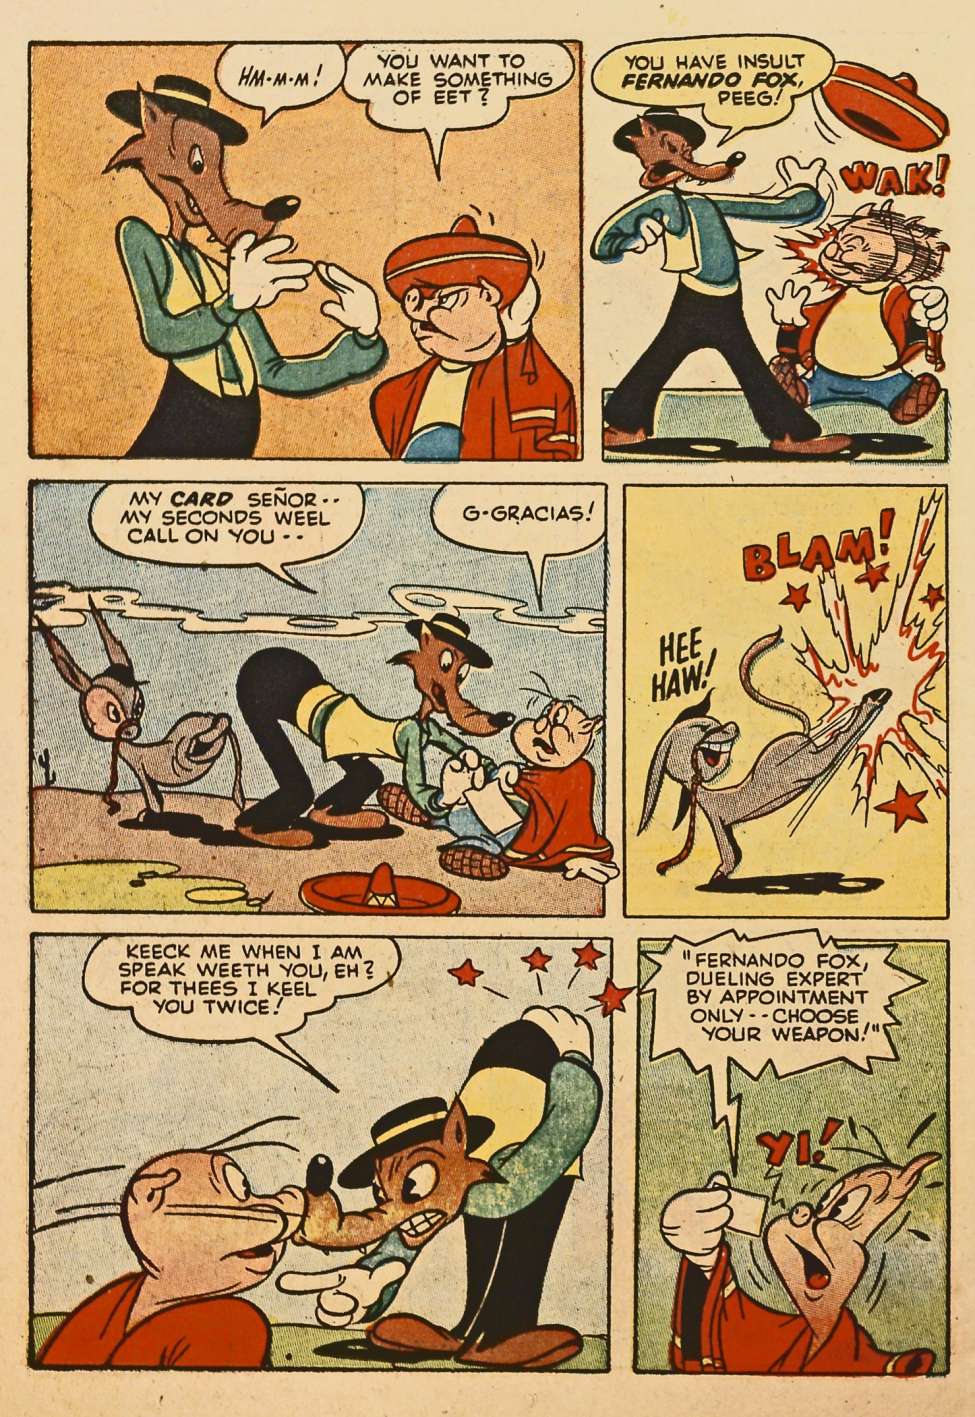 HM-M-M!
YOU WANT TO
MAKE SOMETHING
OF EET?
YOU HAVE INSULT
FERNANDO FOX,
PEEG!
WAK!
MY CARD SEÑOR--
MY SECONDS WEEL
CALL ON YOU--
G-GRACIAS!
BLAM!
HEE
HAW!
KEECK ME WHEN I AM
SPEAK WEETH YOU, EH?
FOR THEES I KEEL
YOU TWICE!
"FERNANDO FOX,
DUELING EXPERT
BY APPOINTMENT
ONLY--CHOOSE
YOUR WEAPON!"
YI!